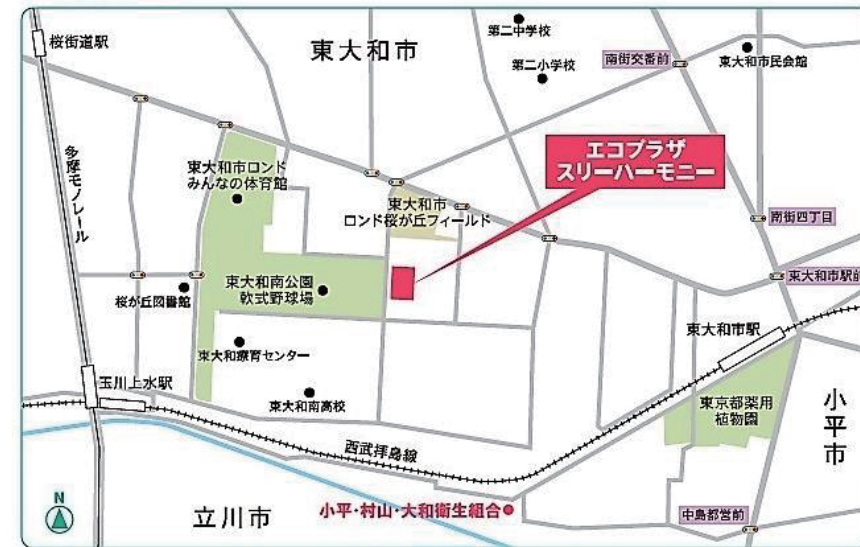 桜街道駅
東大和市
第二中学校
第二小学校
南街交番前
東大和市民会館
多摩モノレール
東大和市ロンド
みんなの体育館
エコプラザ
スリーハーモニー
東大和市
ロンド桜が丘フィールド
南街四丁目
桜が丘図書館
東大和南公園
軟式野球場
東大和市駅前
東大和市駅
東大和療育センター
玉川上水駅
東大和南高校
東京都薬用
植物園
小平市
西武拝島線
N
立川市
小平・村山・大和衛生組合
中島都営前